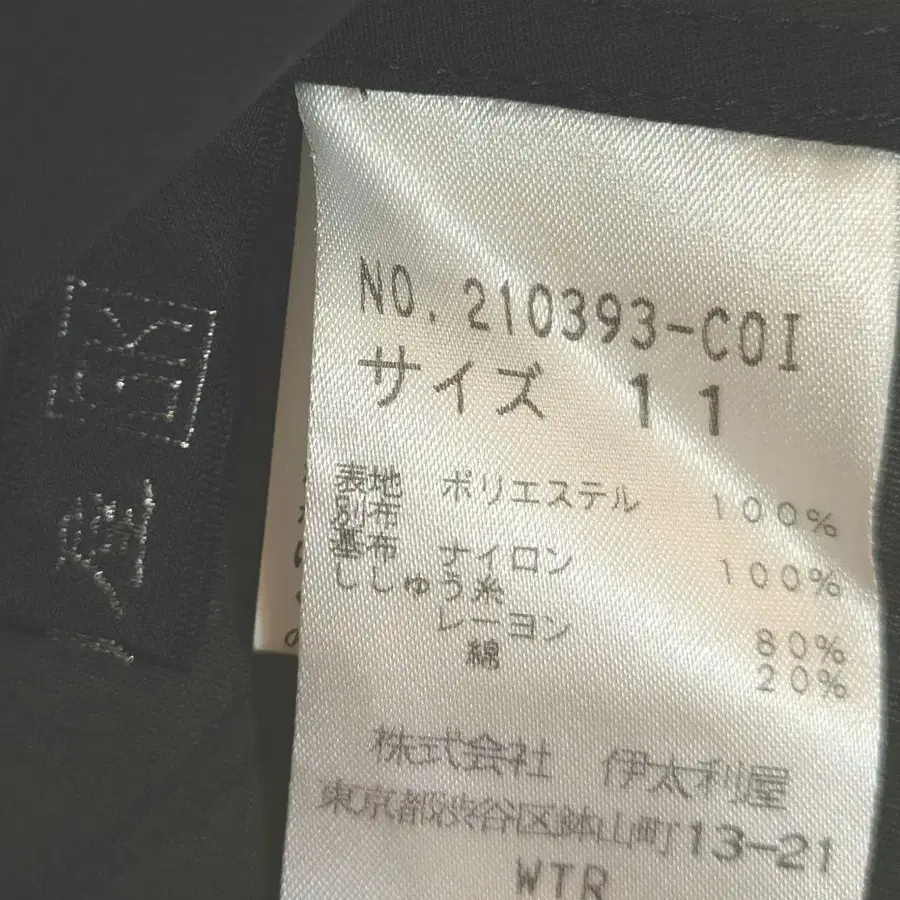 NO.210393-COI
サイズ 11
表地 ポリエステル 100%
別布
基布 ナイロン 100%
ししゅう糸
レーヨン 80%
綿 20%
株式会社 伊太利屋
東京都渋谷区鉢山町13-21
WTR